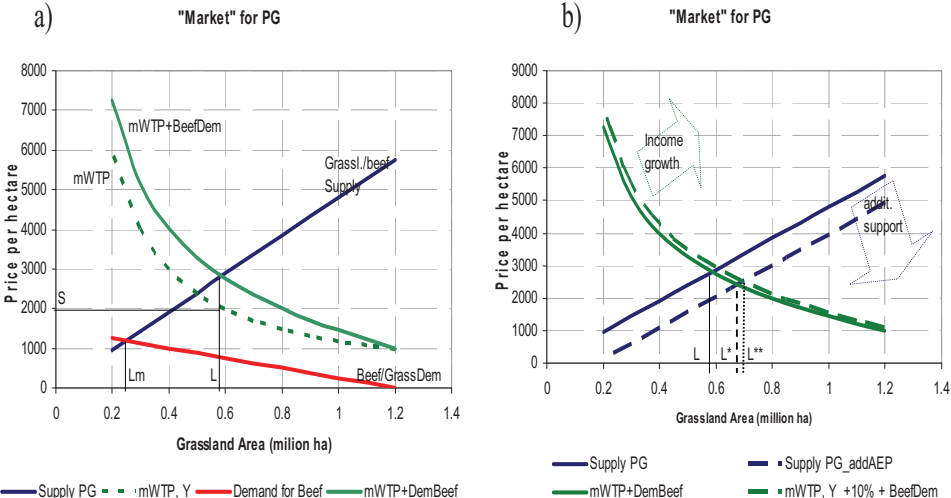 a)
"Market" for PG
8000
7000
6000
5000
4000
3000
2000
1000
0
Price per hectare
mWTP+BeefDem
mWTP
Grassl./beef
Supply
S
Lm
L
Beef/GrassDem
0 0.2 0.4 0.6 0.8 1 1.2 1.4
Grassland Area (milion ha)
Supply PG mWTP, Y Demand for Beef mWTP+DemBeef
b)
"Market" for PG
9000
8000
7000
6000
5000
4000
3000
2000
1000
0
Price per hectare
Income
growth
addit.
support
L L* L**
0 0.2 0.4 0.6 0.8 1 1.2 1.4
Grassland Area (million ha)
Supply PG Supply PG_addAEP
mWTP+DemBeef mWTP, Y +10% + BeefDem